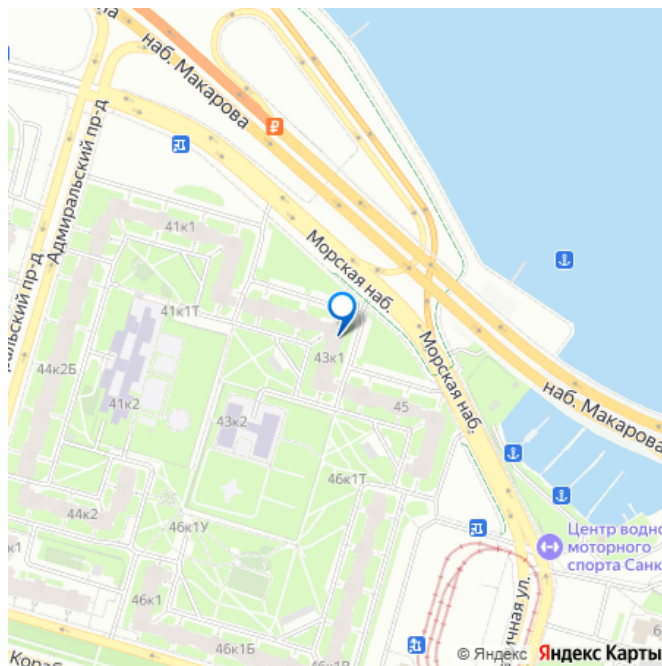 наб. Макарова
Адмиральский пр-д
41к1
Морская наб.
41к1Т
43к1
44к2Б
Морская наб.
наб. Макарова
41к2
43к2
45
46к1Т
44к2
46к1У
Центр водно
моторного
спорта Санк
46к1
46к1Б
© Яндекс Яндекс Карты